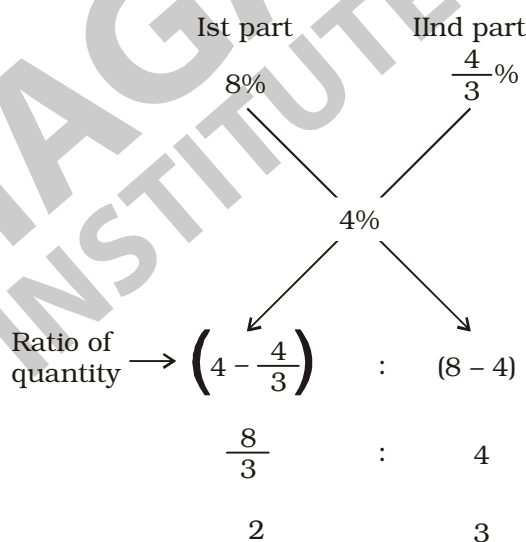 Ist part IInd part
8% 4/3%
4%
Ratio of quantity → (4 – 4/3) : (8 – 4)
8/3 : 4
2 3
INSTITUTE